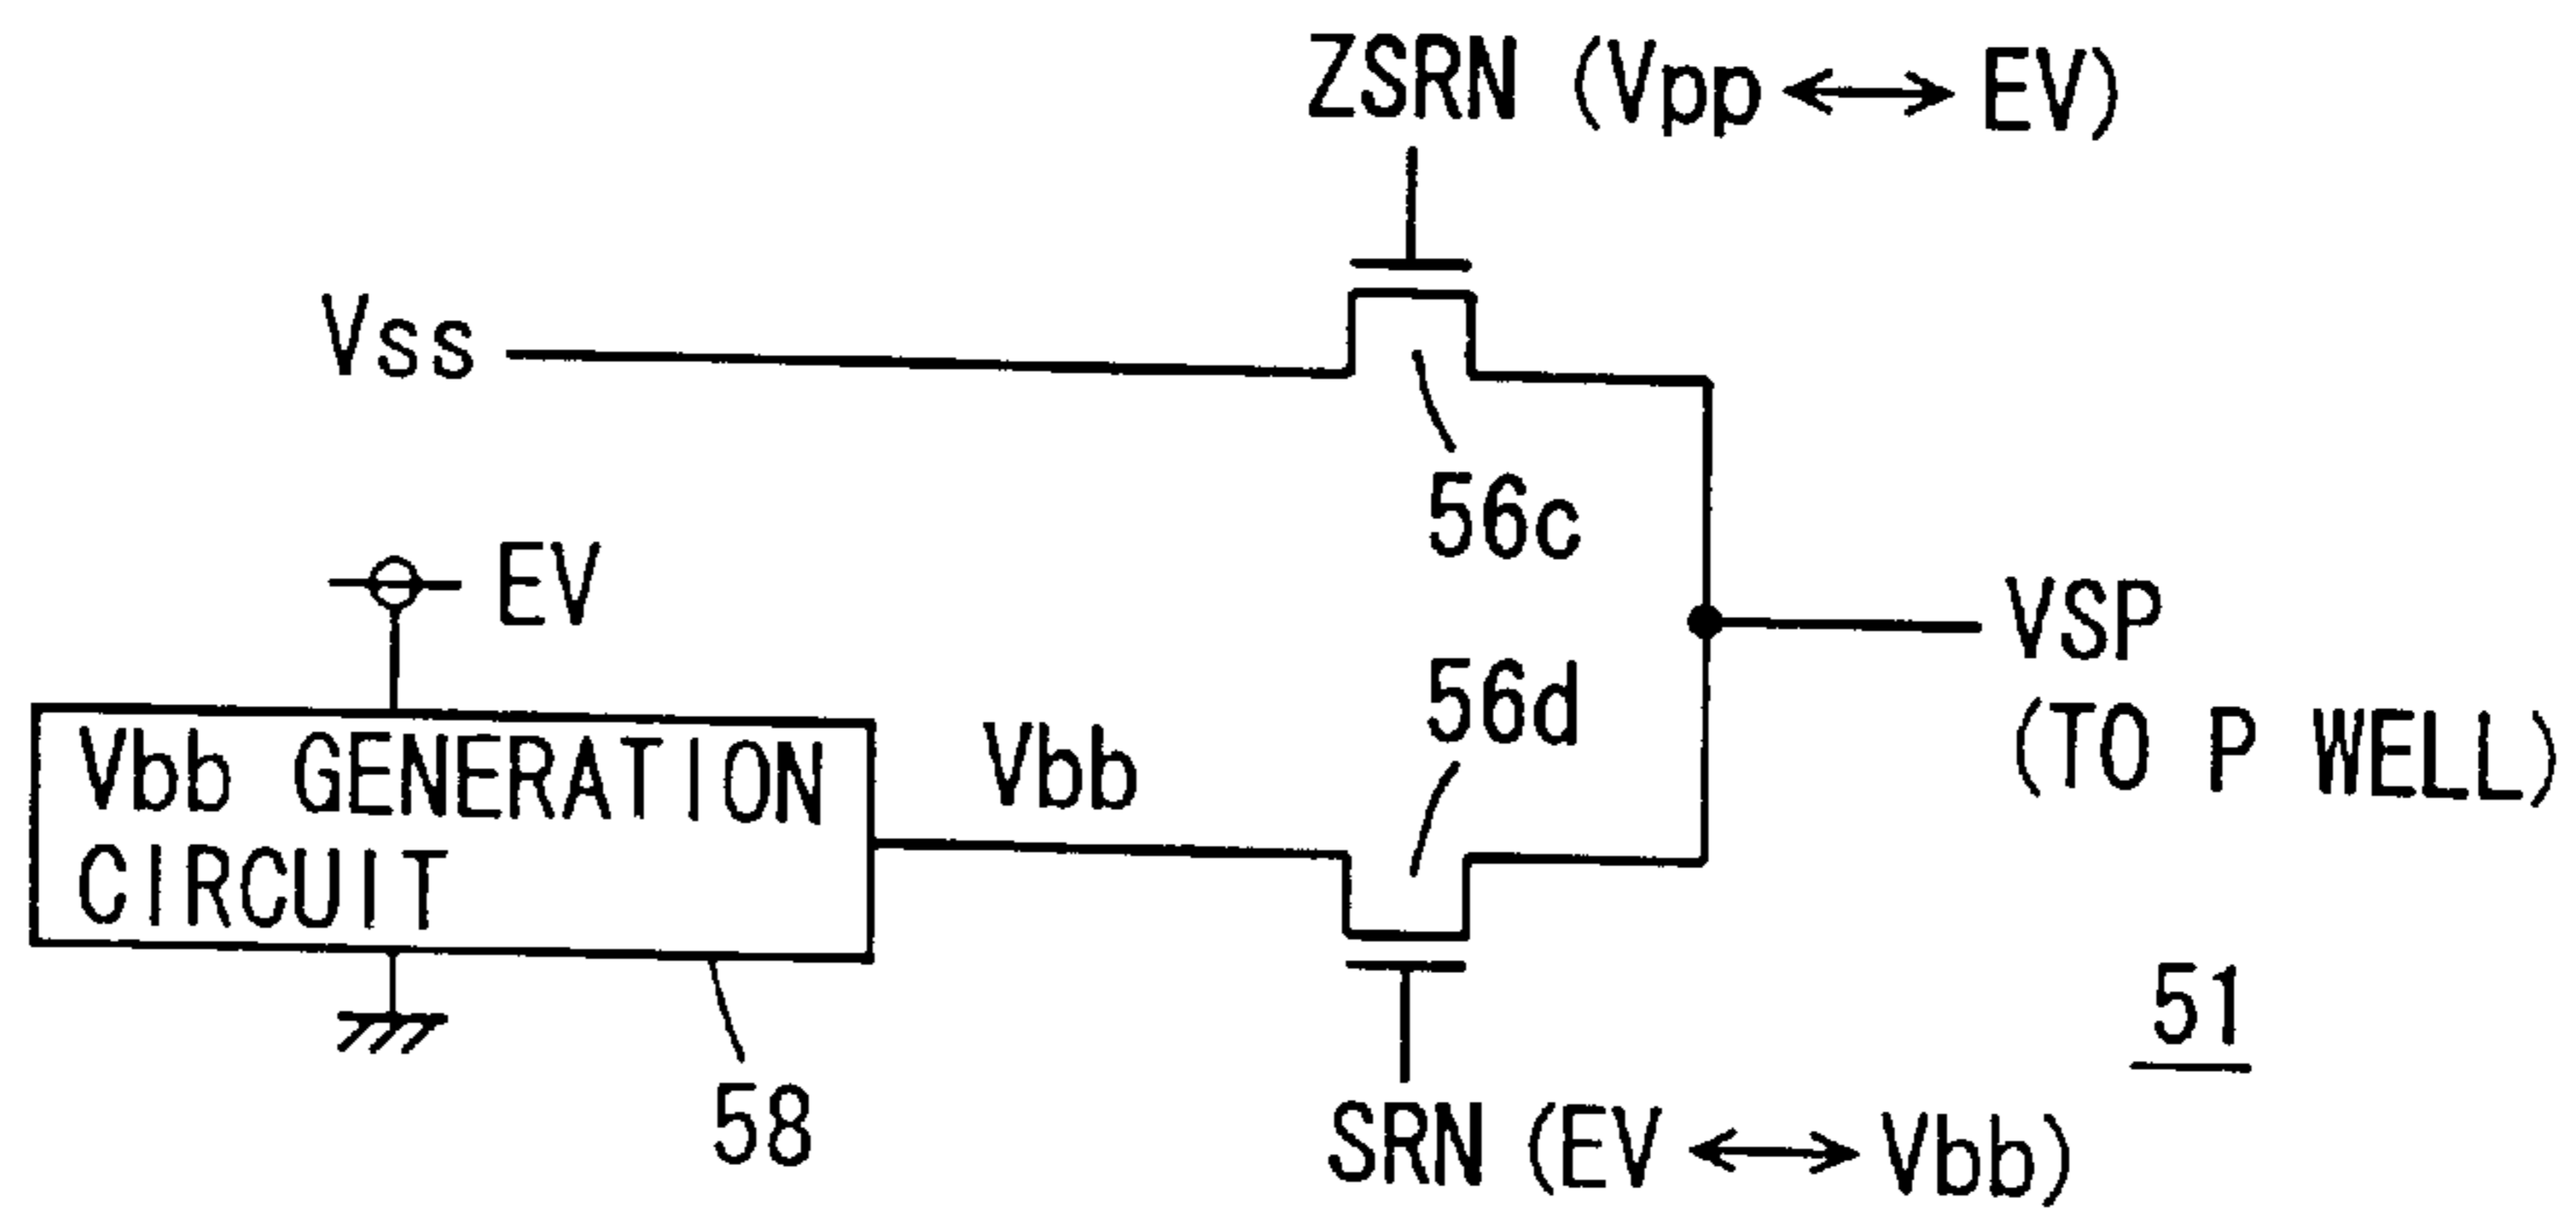 ZSRN (Vpp ↔ EV)
Vss
56c
EV
VSP
(TO P WELL)
56d
Vbb
Vbb GENERATION
CIRCUIT
51
58
SRN (EV ↔ Vbb)